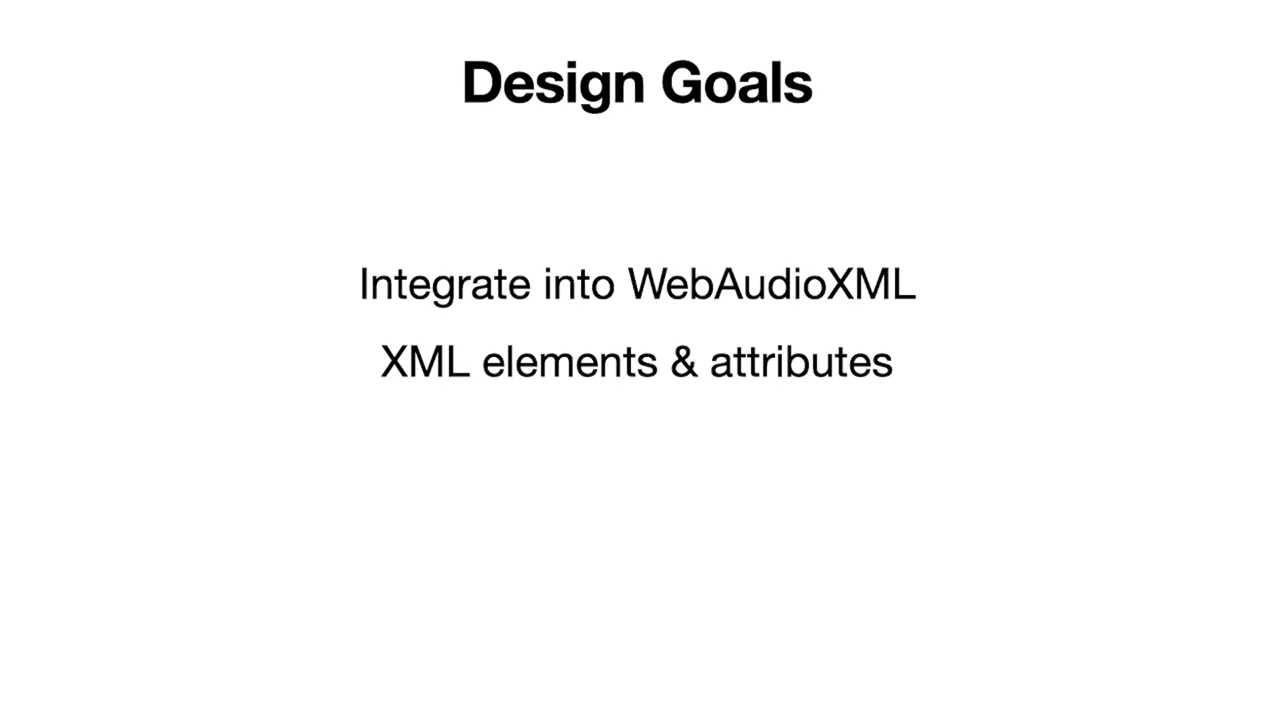 Design Goals
Integrate into WebAudioXML
XML elements & attributes